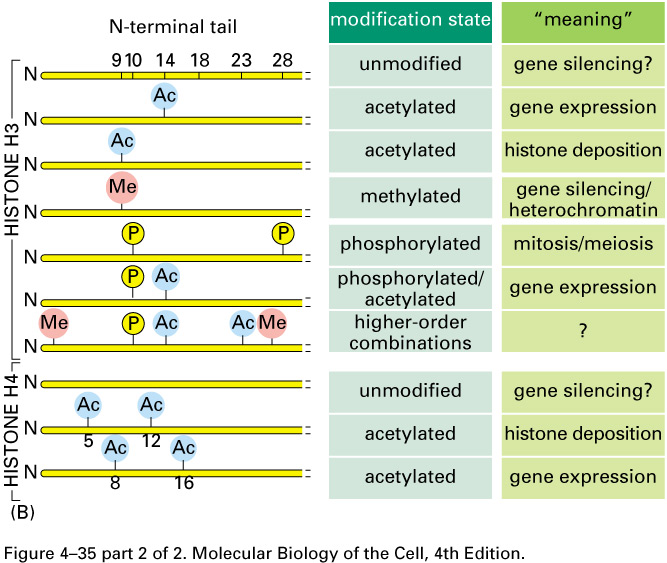 N-terminal tail
modification state
“meaning”
9 10 14 18 23 28
HISTONE H3
N
unmodified
gene silencing?
Ac
N
acetylated
gene expression
Ac
N
acetylated
histone deposition
Me
N
methylated
gene silencing/
heterochromatin
P P
N
phosphorylated
mitosis/meiosis
P Ac
N
phosphorylated/
acetylated
gene expression
Me P Ac Ac Me
N
higher-order
combinations
?
HISTONE H4
N
unmodified
gene silencing?
Ac Ac
N
5 12
acetylated
histone deposition
Ac Ac
N
8 16
acetylated
gene expression
(B)
Figure 4–35 part 2 of 2. Molecular Biology of the Cell, 4th Edition.